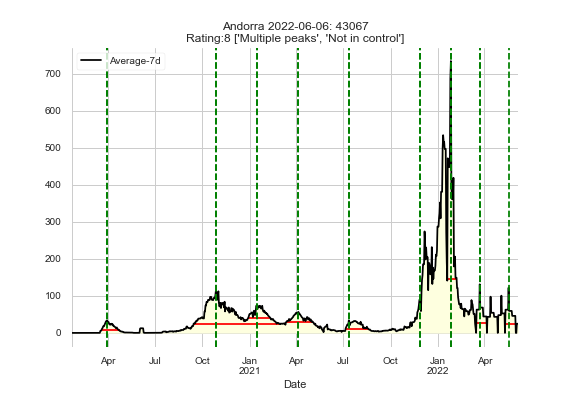 Andorra 2022-06-06: 43067
Rating:8 ['Multiple peaks', 'Not in control']
Average-7d
700
600
500
400
300
200
100
0
Apr Jul Oct Jan Apr Jul Oct Jan Apr
2021 2022
Date